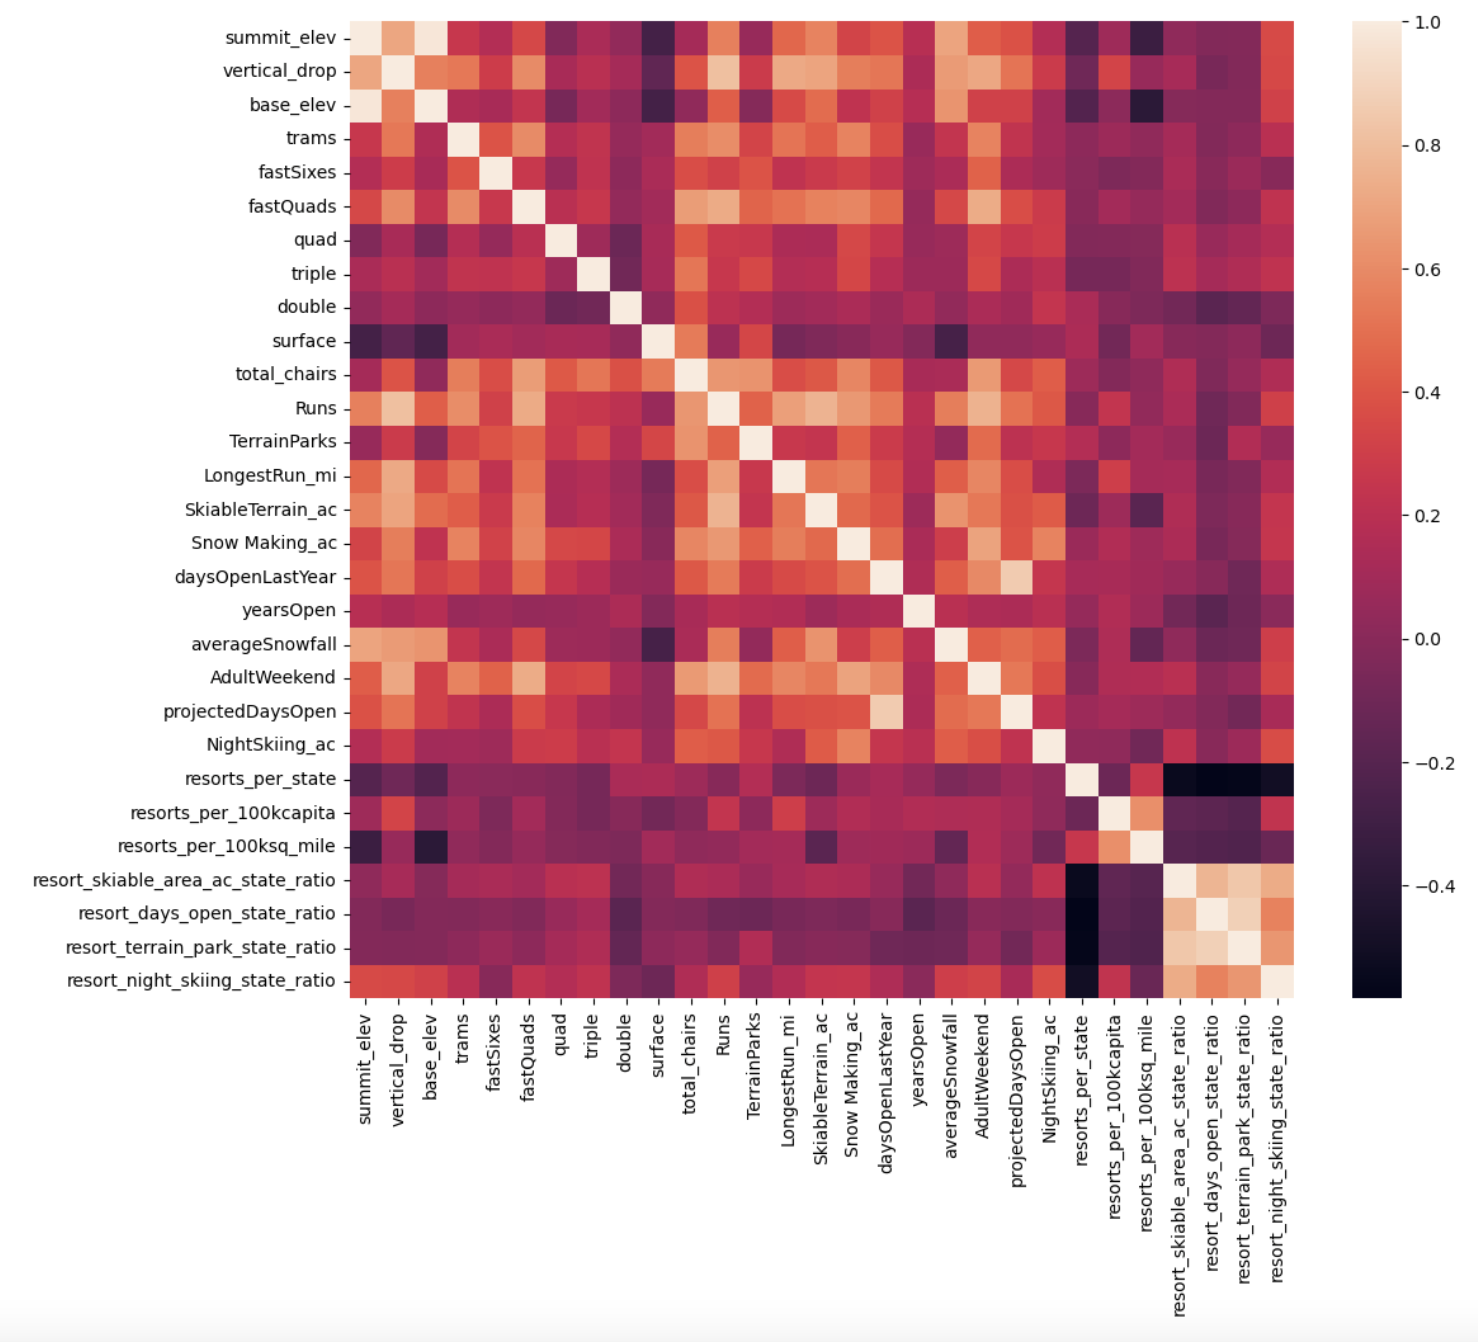 summit_elev
vertical_drop
base_elev
trams
fastSixes
fastQuads
quad
triple
double
surface
total_chairs
Runs
TerrainParks
LongestRun_mi
SkiableTerrain_ac
Snow Making_ac
daysOpenLastYear
yearsOpen
averageSnowfall
AdultWeekend
projectedDaysOpen
NightSkiing_ac
resorts_per_state
resorts_per_100kcapita
resorts_per_100ksq_mile
resort_skiable_area_ac_state_ratio
resort_days_open_state_ratio
resort_terrain_park_state_ratio
resort_night_skiing_state_ratio
summit_elev
vertical_drop
base_elev
trams
fastSixes
fastQuads
quad
triple
double
surface
total_chairs
Runs
TerrainParks
LongestRun_mi
SkiableTerrain_ac
Snow Making_ac
daysOpenLastYear
yearsOpen
averageSnowfall
AdultWeekend
projectedDaysOpen
NightSkiing_ac
resorts_per_state
resorts_per_100kcapita
resorts_per_100ksq_mile
resort_skiable_area_ac_state_ratio
resort_days_open_state_ratio
resort_terrain_park_state_ratio
resort_night_skiing_state_ratio
1.0
0.8
0.6
0.4
0.2
0.0
−0.2
−0.4